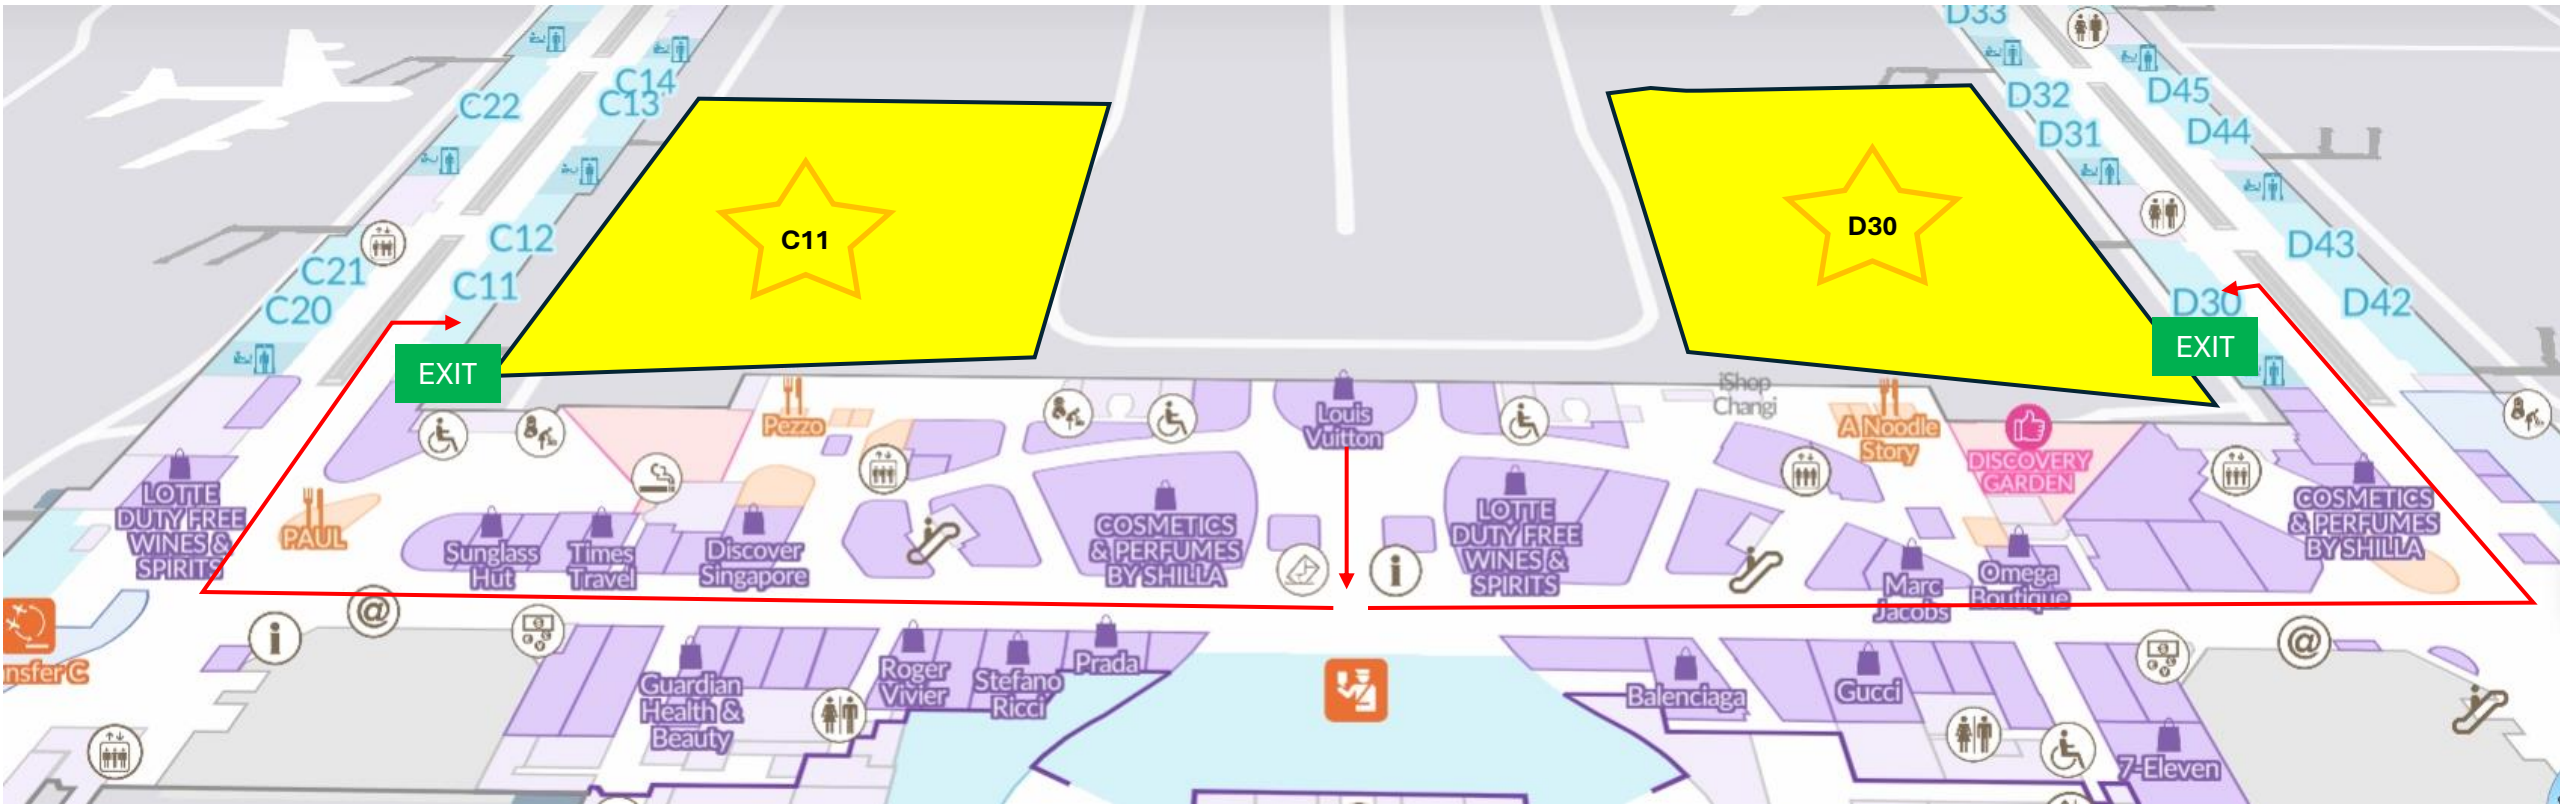 D33
C14
C13
C22
D32
D45
D31
D44
C12
C11
D30
D43
C21
C11
C20
D30
D42
EXIT
EXIT
iShop
Changi
Louis
Vuitton
Pezzo
A Noodle
Story
DISCOVERY
GARDEN
LOTTE
DUTY FREE
WINES &
SPIRITS
PAUL
Sunglass
Hut
Times
Travel
Discover
Singapore
COSMETICS
& PERFUMES
BY SHILLA
i
LOTTE
DUTY FREE
WINES &
SPIRITS
Marc
Jacobs
Omega
Boutique
COSMETICS
& PERFUMES
BY SHILLA
i
@
@
nsfer C
Guardian
Health &
Beauty
Roger
Vivier
Stefano
Ricci
Prada
Balenciaga
Gucci
7-Eleven